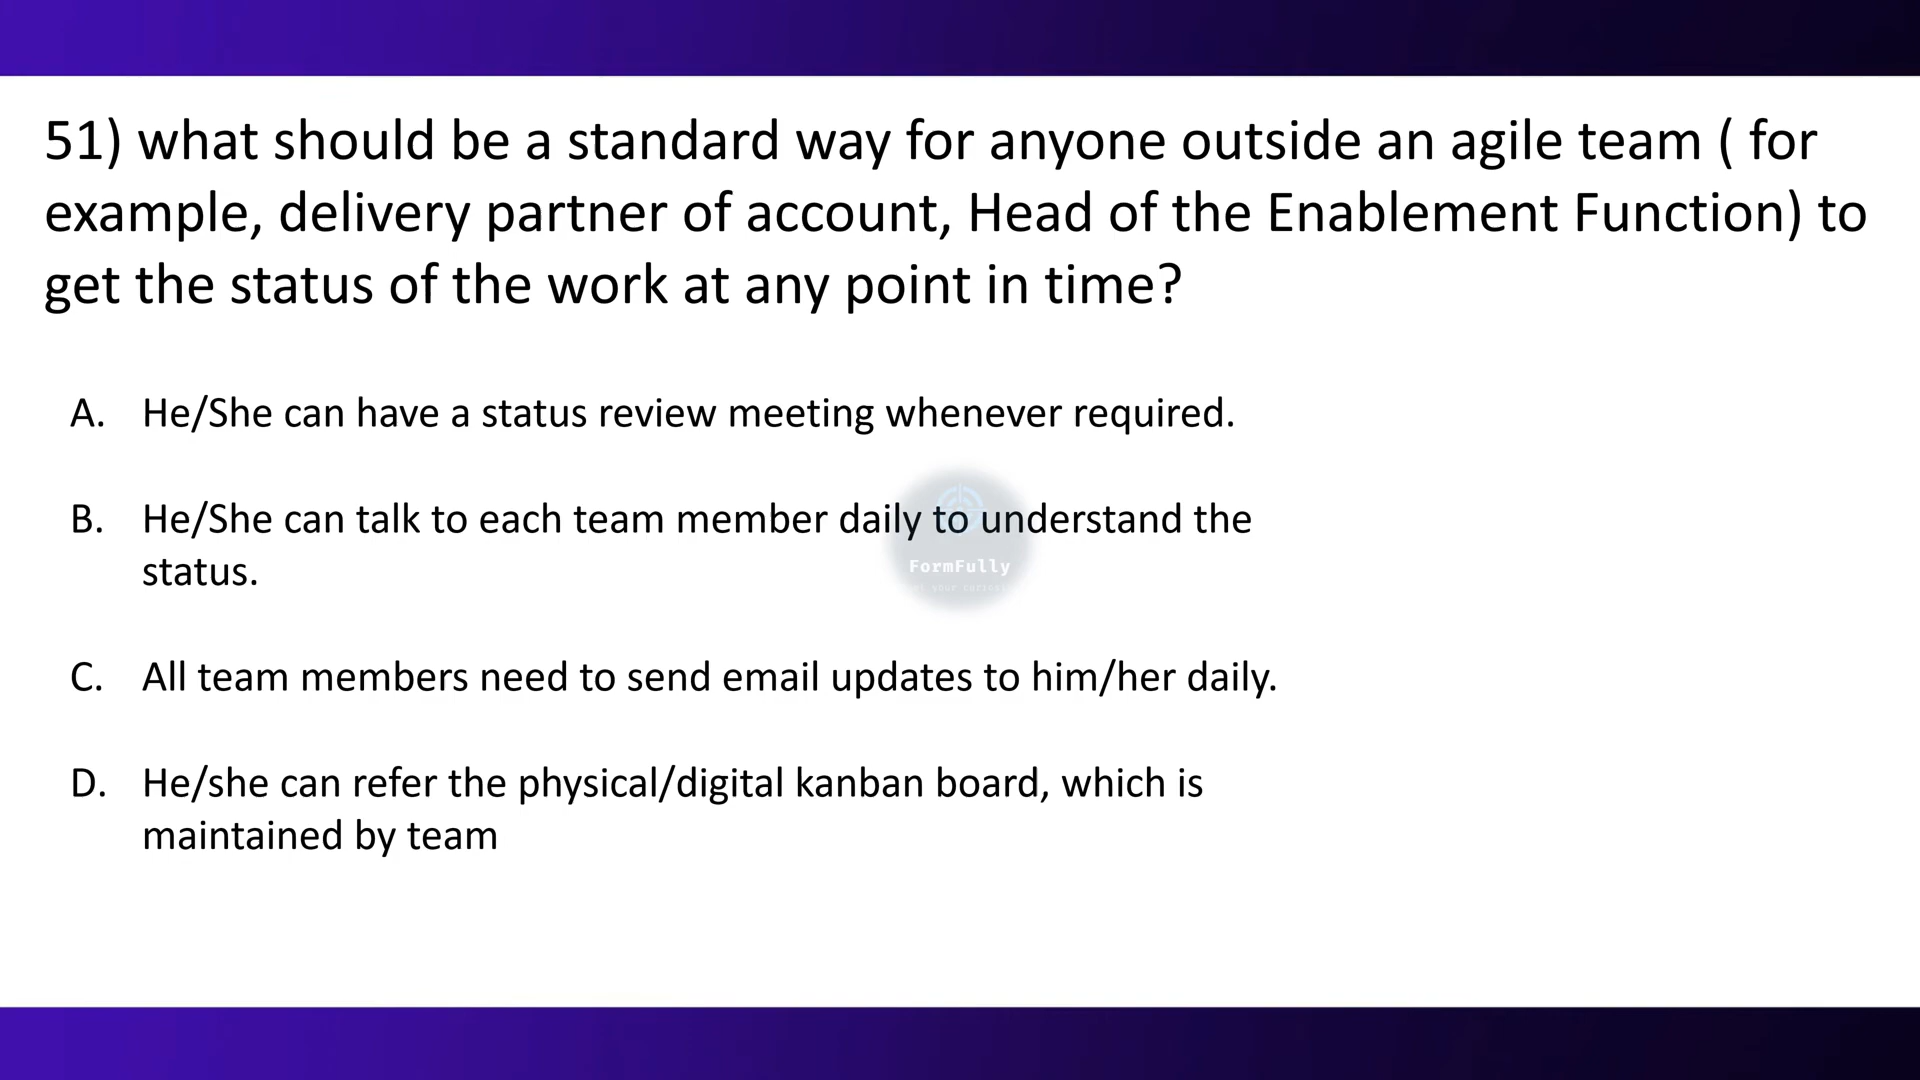 51) what should be a standard way for anyone outside an agile team ( for
example, delivery partner of account, Head of the Enablement Function) to
get the status of the work at any point in time?
A. He/She can have a status review meeting whenever required.
B. He/She can talk to each team member daily to understand the
status.
FormFully
C. All team members need to send email updates to him/her daily.
D. He/she can refer the physical/digital kanban board, which is
maintained by team